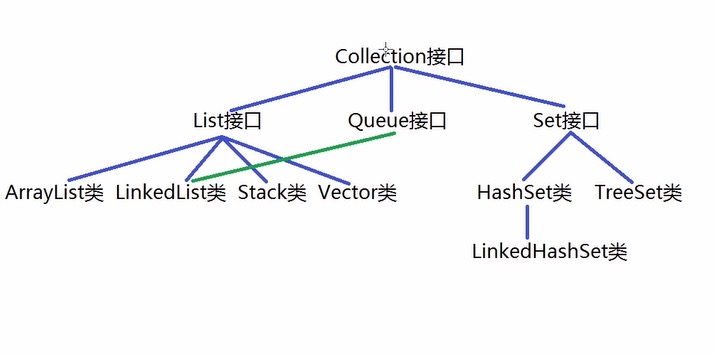 Collection接口
List接口 Queue接口 Set接口
ArrayList类 LinkedList类 Stack类 Vector类 HashSet类 TreeSet类
LinkedHashSet类